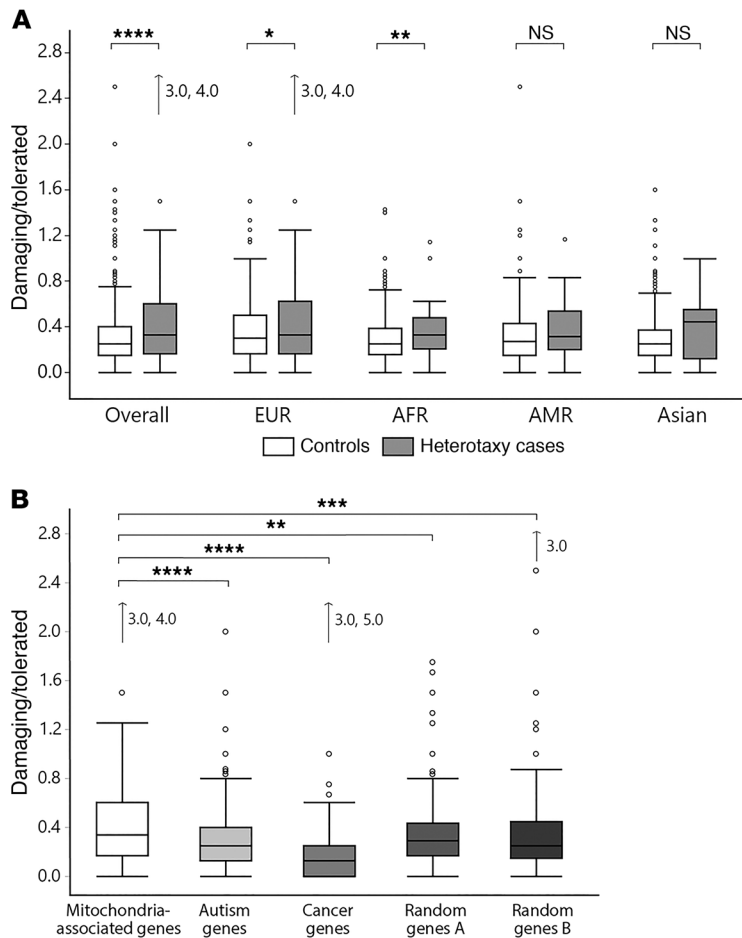 A
**** * ** NS NS
2.8
2.4
2.0
1.6
1.2
0.8
0.4
0.0
Damaging/tolerated
3.0, 4.0 3.0, 4.0
Overall EUR AFR AMR Asian
Controls Heterotaxy cases
B
***
**
****
****
2.8
2.4
2.0
1.6
1.2
0.8
0.4
0.0
Damaging/tolerated
3.0
3.0, 4.0 3.0, 5.0
Mitochondria- Autism Cancer Random Random
associated genes genes genes genes A genes B